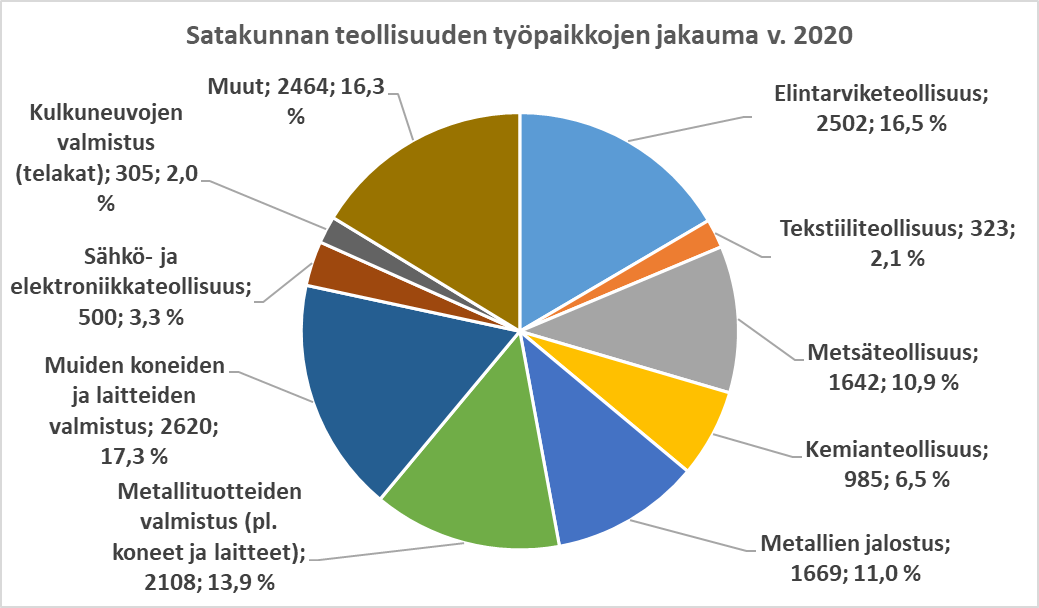 Satakunnan teollisuuden työpaikkojen jakauma v. 2020
Elintarviketeollisuus;
2502; 16,5 %
Tekstiiliteollisuus; 323;
2,1 %
Metsäteollisuus;
1642; 10,9 %
Kemianteollisuus;
985; 6,5 %
Metallien jalostus;
1669; 11,0 %
Metallituotteiden
valmistus (pl.
koneet ja laitteet);
2108; 13,9 %
Muiden koneiden
ja laitteiden
valmistus; 2620;
17,3 %
Sähkö- ja
elektroniikkateollisuus;
500; 3,3 %
Kulkuneuvojen
valmistus
(telakat); 305; 2,0
%
Muut; 2464; 16,3
%